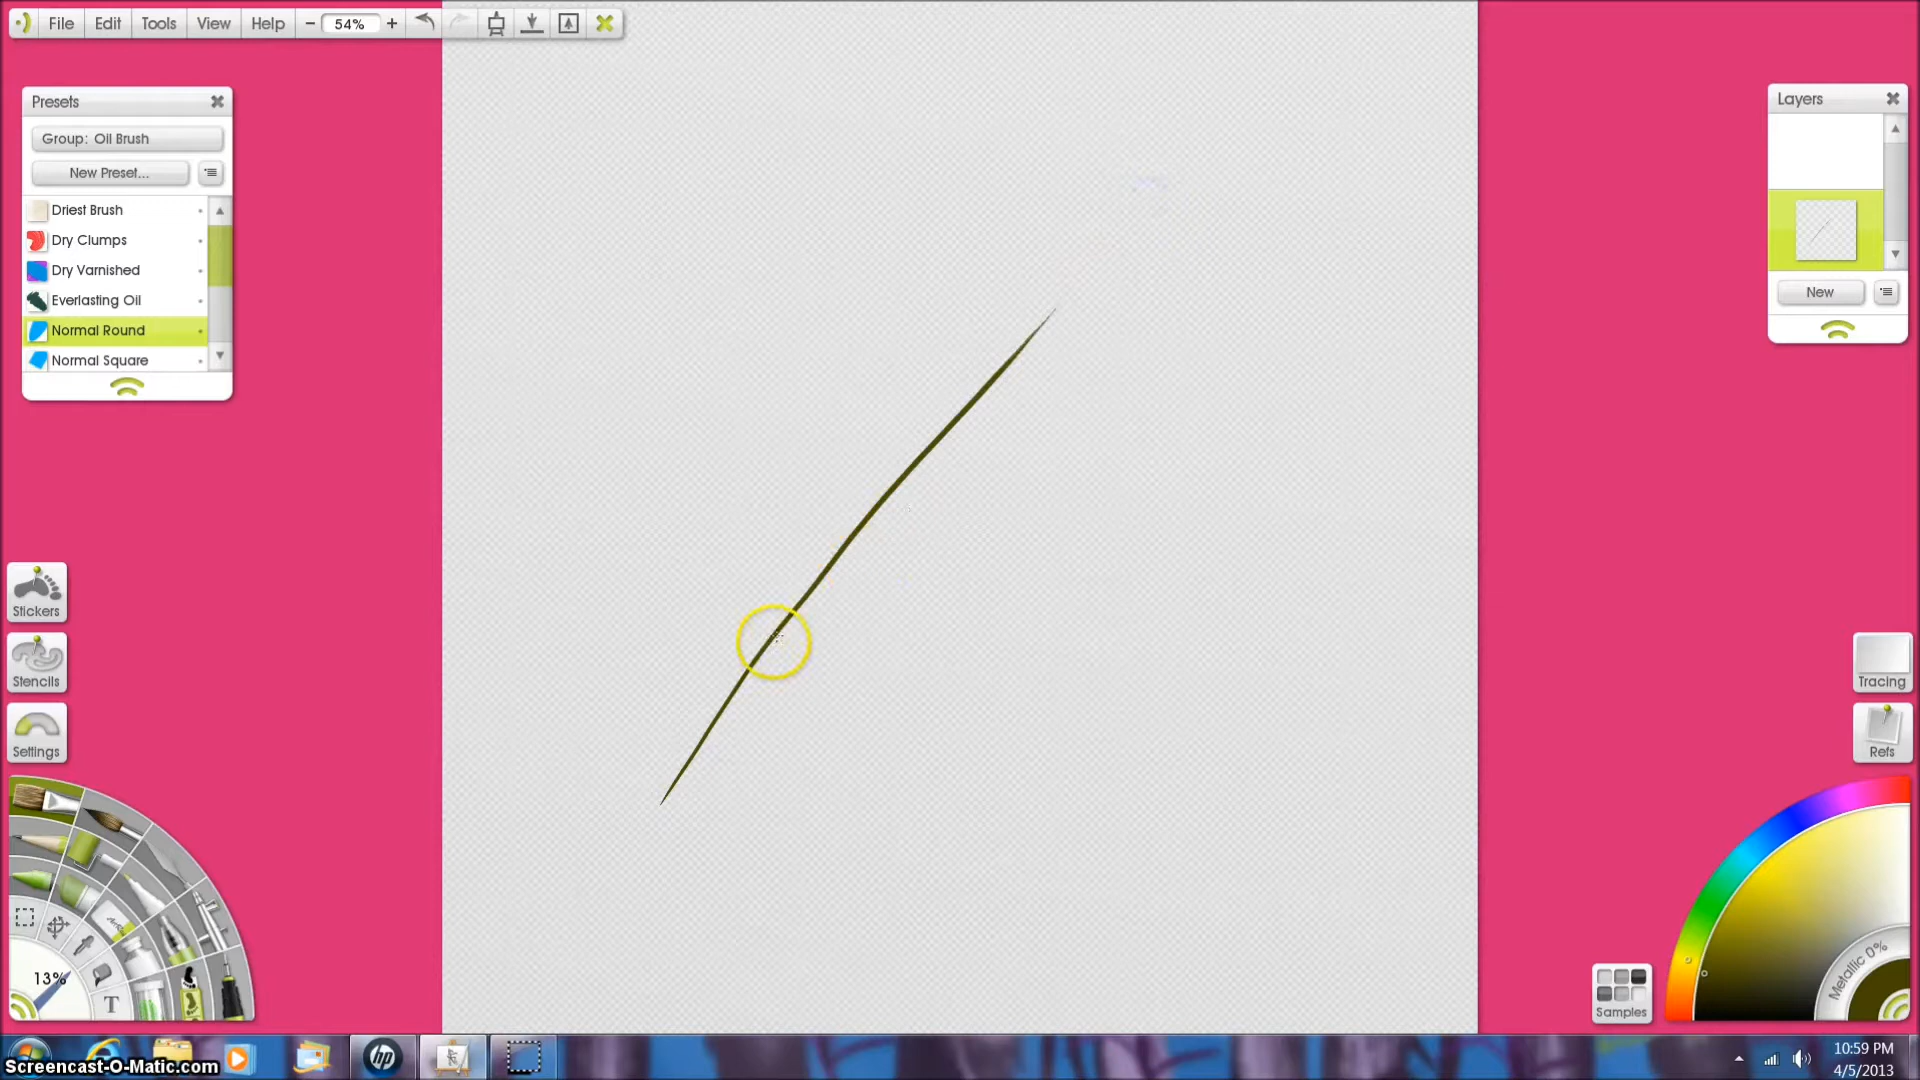 File Edit Tools View Help − 54% +
Presets
Group: Oil Brush
New Preset...
Driest Brush
Dry Clumps
Dry Varnished
Everlasting Oil
Normal Round
Normal Square
Stickers
Stencils
Settings
13%
T
Layers
New
Tracing
Refs
Metallic 0%
Samples
hp
Screencast-O-Matic.com
10:59 PM
4/5/2013